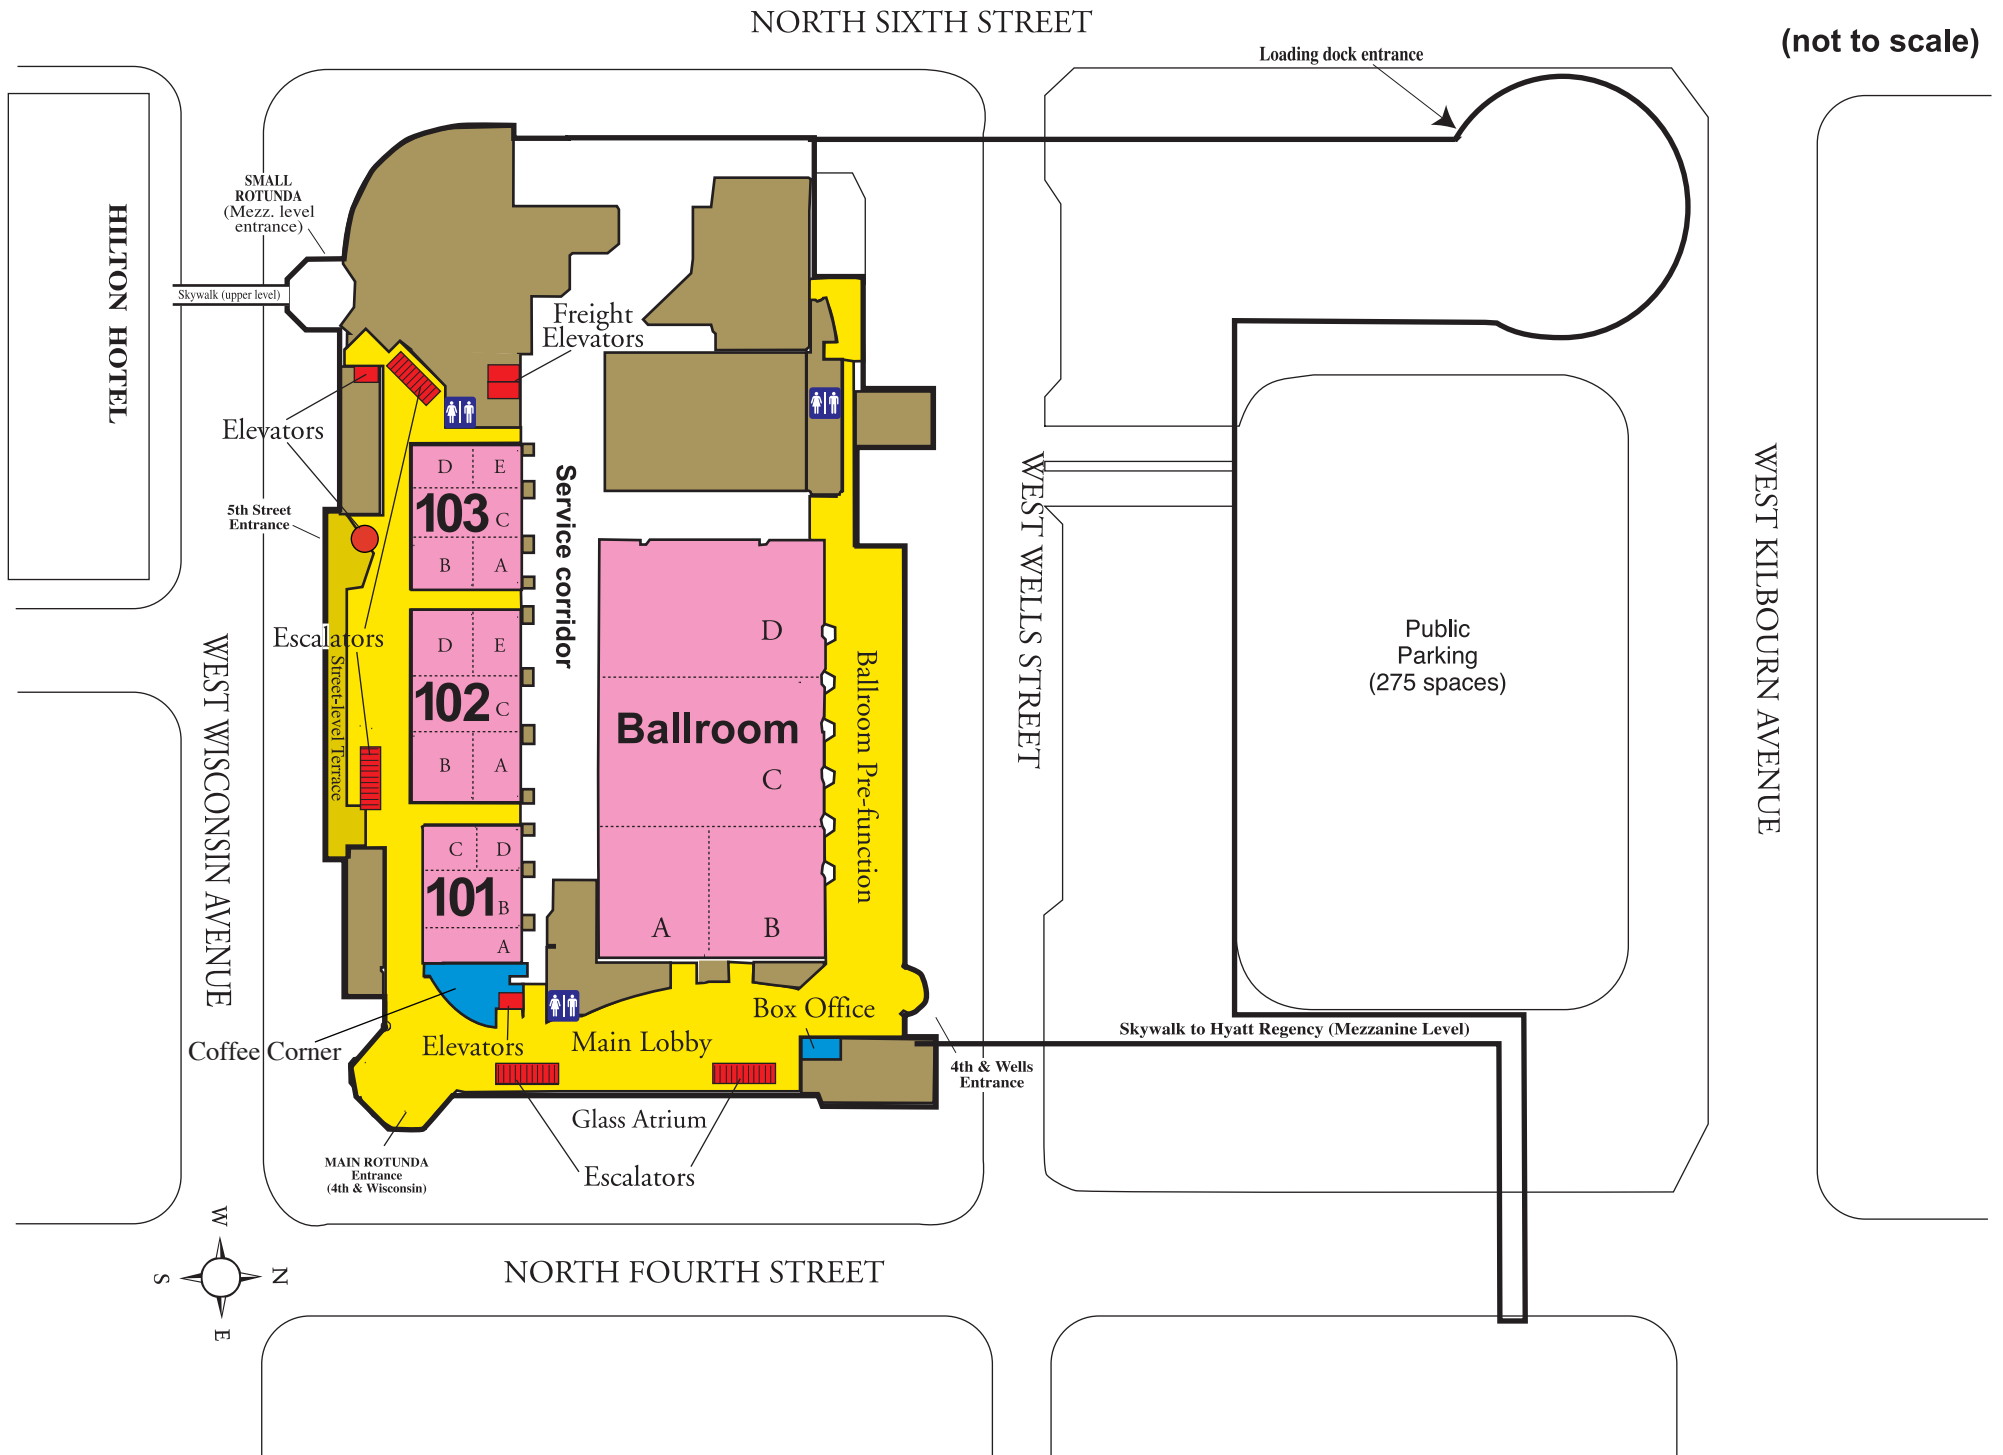 NORTH SIXTH STREET
(not to scale)
Loading dock entrance
SMALL
ROTUNDA
(Mezz. level
entrance)
HILTON HOTEL
Skywalk (upper level)
Freight
Elevators
Elevators
5th Street
Entrance
D
E
103
C
B
A
Service corridor
Escalators
Street-level Terrace
D
E
102
C
B
A
C
D
101
B
A
D
Ballroom
C
A
B
Ballroom Pre-function
WEST WISCONSIN AVENUE
WEST WELLS STREET
WEST KILBOURN AVENUE
Public
Parking
(275 spaces)
Box Office
Coffee Corner
Elevators
Main Lobby
Skywalk to Hyatt Regency (Mezzanine Level)
4th & Wells
Entrance
Glass Atrium
Escalators
MAIN ROTUNDA
Entrance
(4th & Wisconsin)
W
S
N
E
NORTH FOURTH STREET